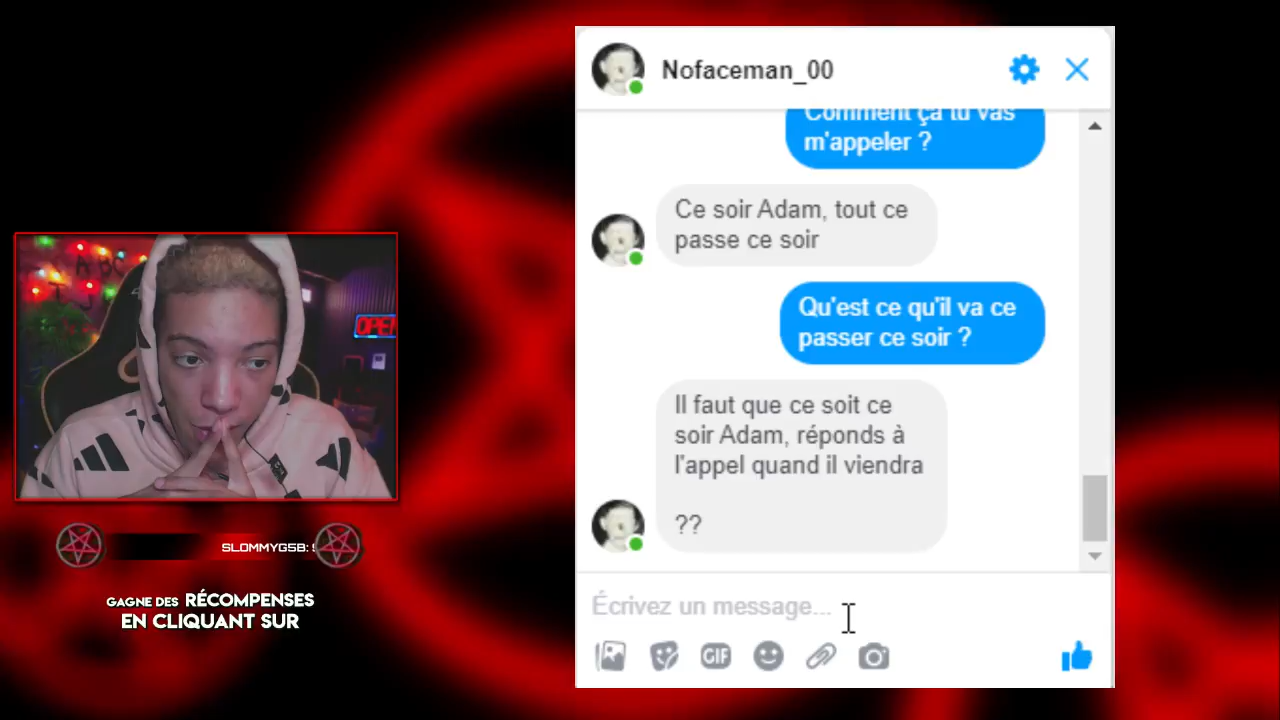 Nofaceman_00
Comment ça tu vas
m'appeler ?
Ce soir Adam, tout ce
passe ce soir
Qu'est ce qu'il va ce
passer ce soir ?
Il faut que ce soit ce
soir Adam, réponds à
l'appel quand il viendra
??
Écrivez un message...
GIF
OPEN
A B C
SLOMMYG5B:
GAGNE DES RÉCOMPENSES
EN CLIQUANT SUR